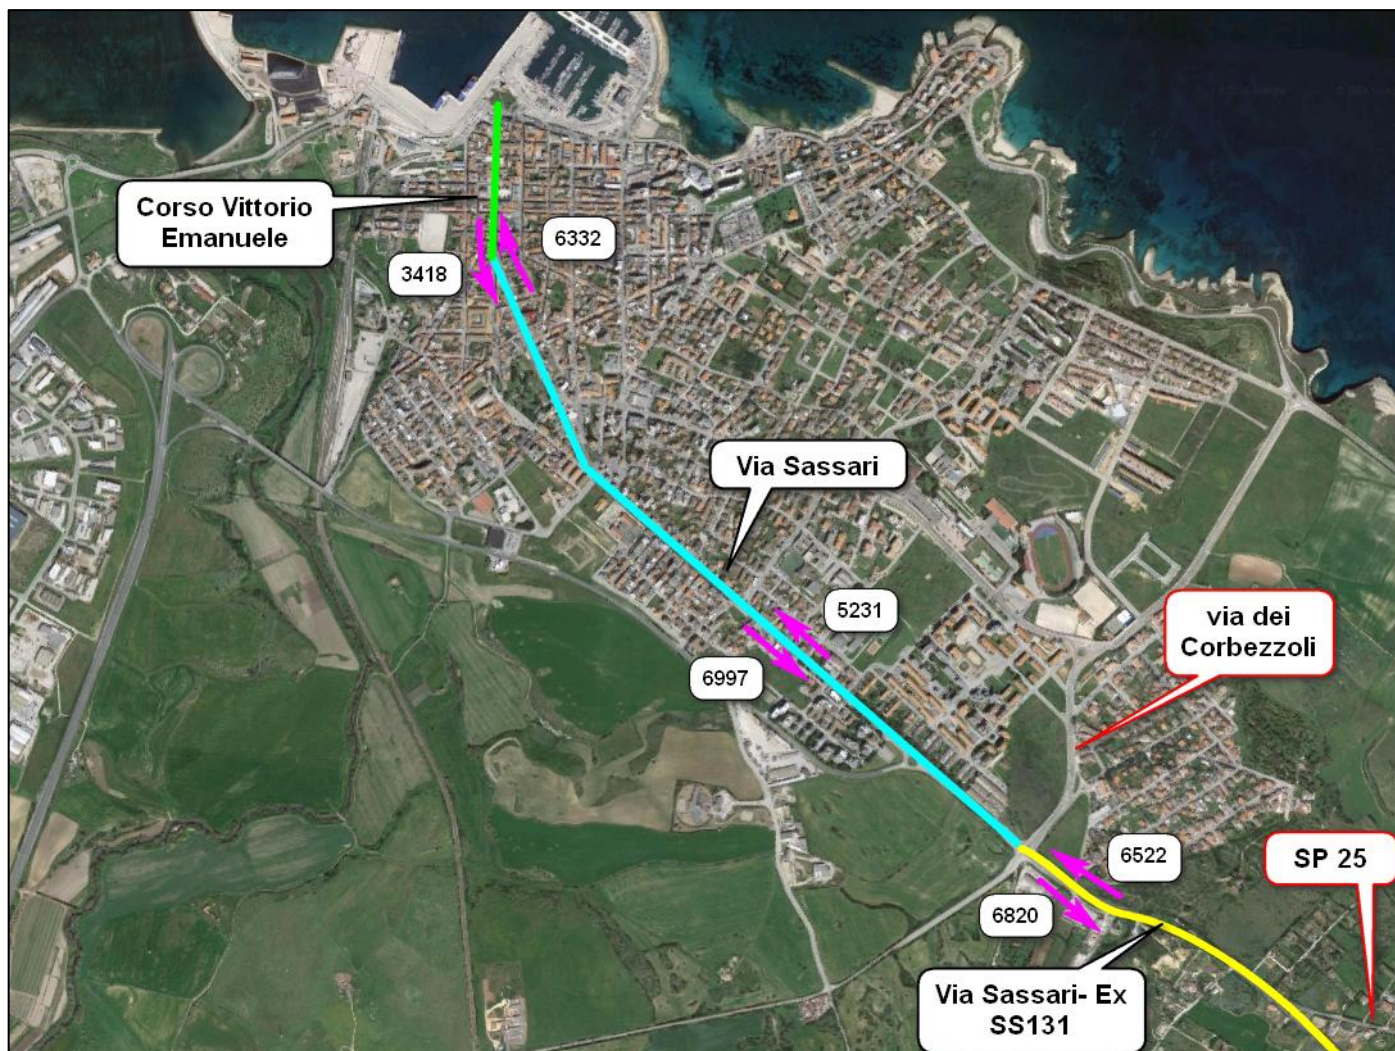 Corso Vittorio
Emanuele
6332
3418
Via Sassari
5231
6997
via dei
Corbezzoli
6522
SP 25
6820
Via Sassari- Ex
SS131